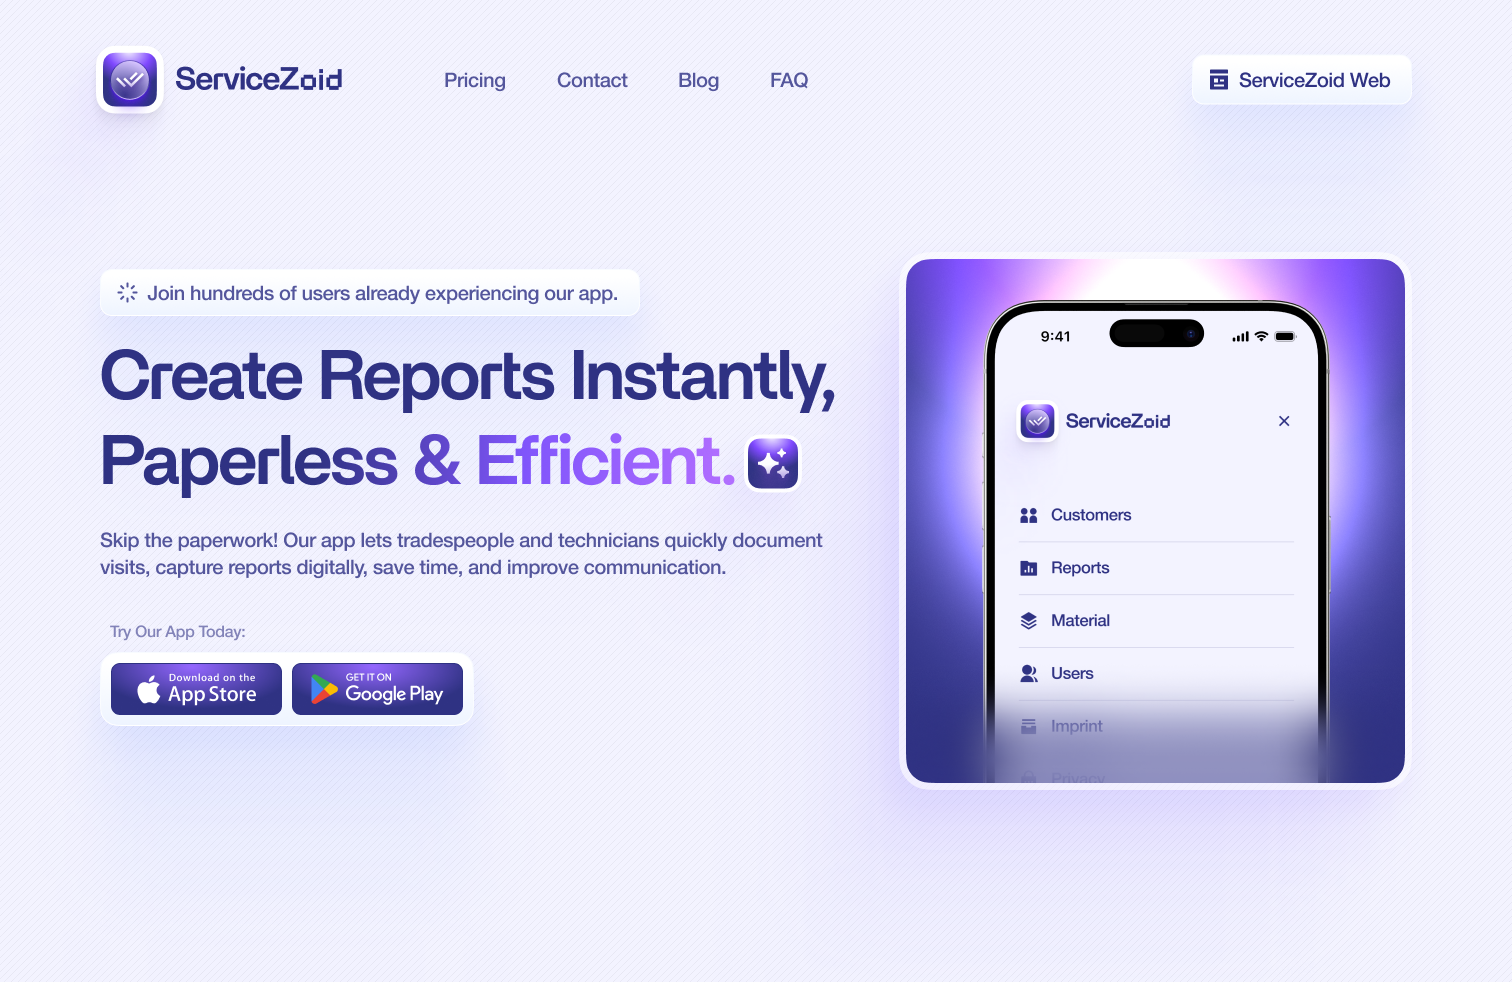 ServiceZoid
Pricing
Contact
Blog
FAQ
ServiceZoid Web
Join hundreds of users already experiencing our app.
Create Reports Instantly,
Paperless & Efficient.
Skip the paperwork! Our app lets tradespeople and technicians quickly document
visits, capture reports digitally, save time, and improve communication.
Try Our App Today:
Download on the
App Store
GET IT ON
Google Play
9:41
ServiceZoid
Customers
Reports
Material
Users
Imprint
Privacy